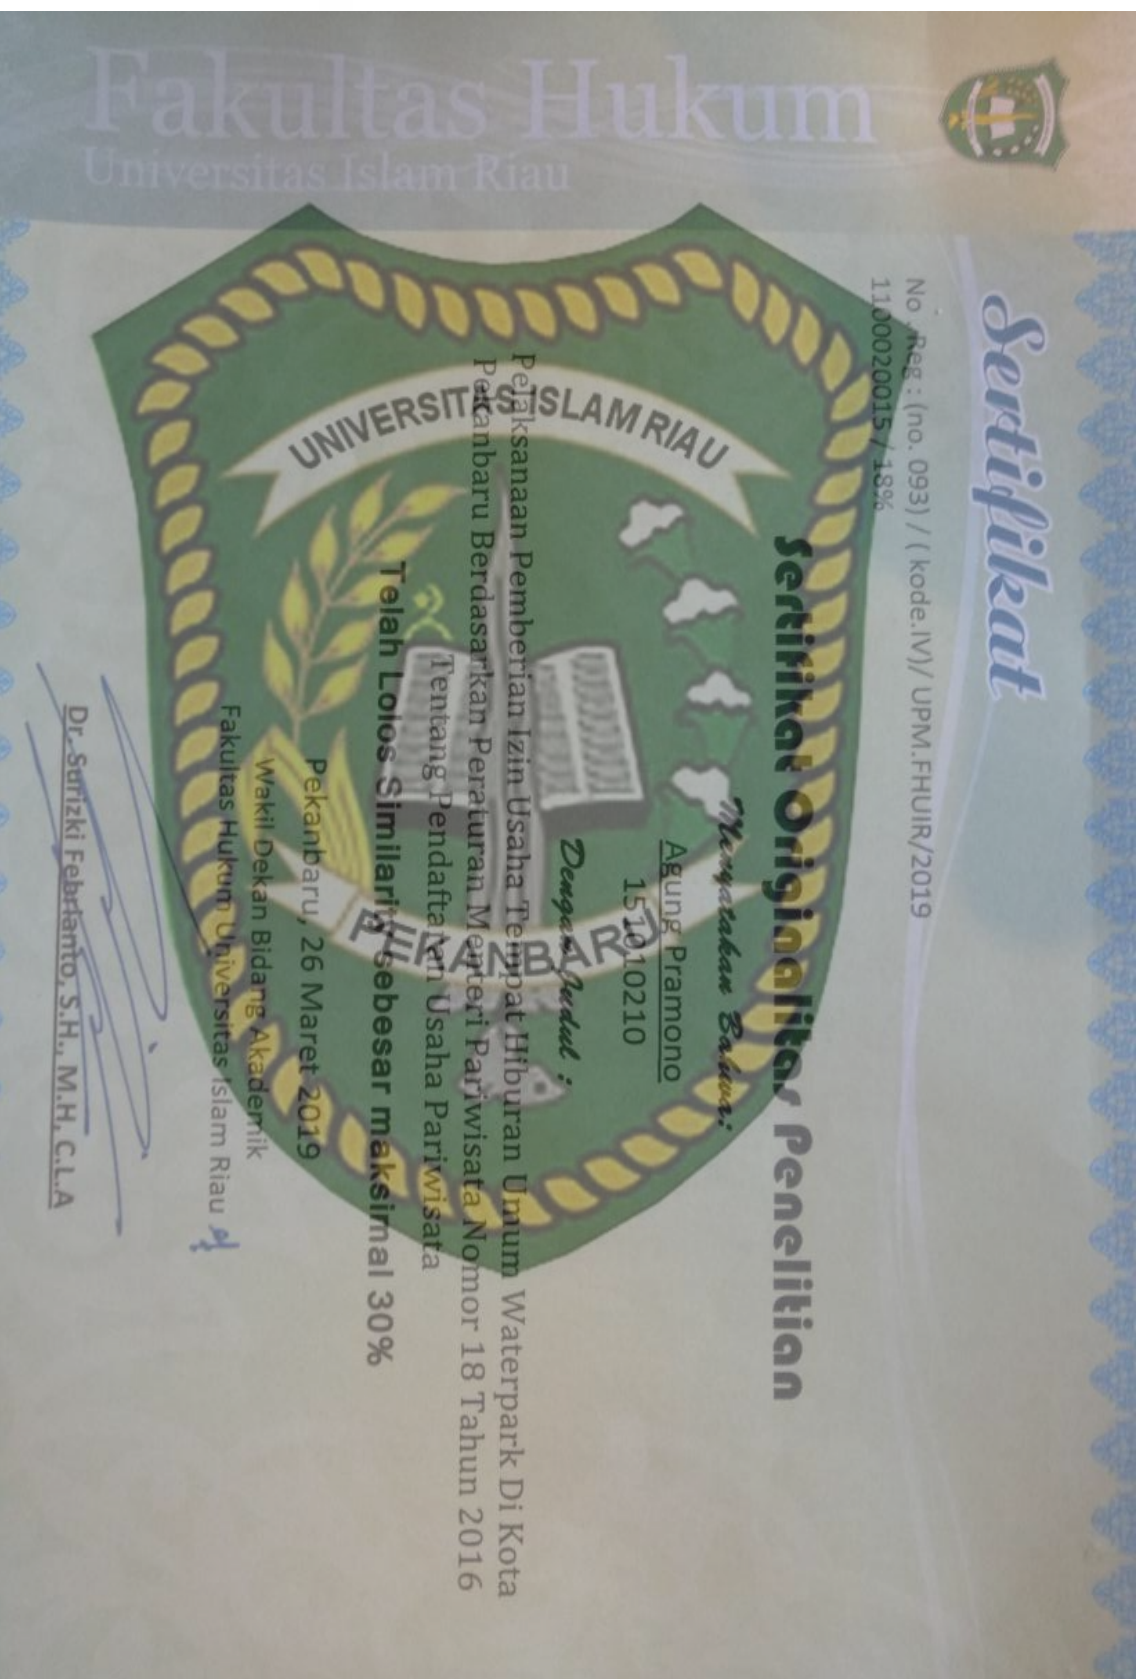 Fakultas Hukum
Universitas Islam Riau
Sertifikat
No . Reg : (no. 093) / ( kode.IV)/ UPM.FHUIR/2019
1100020015 / 18%
Sertifikat Originalitas Penelitian
Menyatakan Bahwa:
Agung Pramono
151010210
Dengan Judul :
Pelaksanaan Pemberian Izin Usaha Tempat Hiburan Umum Waterpark Di Kota
Pekanbaru Berdasarkan Peraturan Menteri Pariwisata Nomor 18 Tahun 2016
Tentang Pendaftaran Usaha Pariwisata
Telah Lolos Similarity sebesar maksimal 30%
Pekanbaru, 26 Maret 2019
Wakil Dekan Bidang Akademik
Fakultas Hukum Universitas Islam Riau
Dr. Surizki Febrianto, S.H., M.H, C.L.A
UNIVERSITAS ISLAM RIAU
PEKANBARU